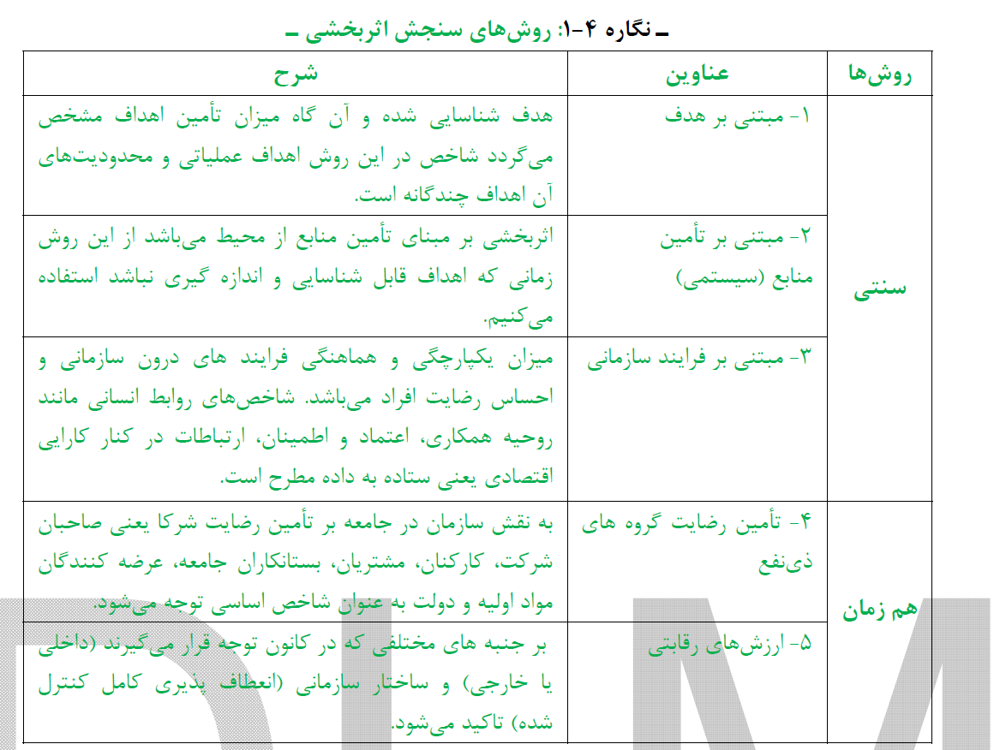 ـ نگاره ۴-۱: روش‌های سنجش اثربخشی ـ
روش‌ها
عناوین
شرح
سنتی
۱- مبتنی بر هدف
هدف شناسایی شده و آن گاه میزان تأمین اهداف مشخص
می‌گردد شاخص در این روش اهداف عملیاتی و محدودیت‌های
آن اهداف چندگانه است.
۲- مبتنی بر تأمین
منابع (سیستمی)
اثربخشی بر مبنای تأمین منابع از محیط می‌باشد از این روش
زمانی که اهداف قابل شناسایی و اندازه گیری نباشد استفاده
می‌کنیم.
۳- مبتنی بر فرایند سازمانی
میزان یکپارچگی و هماهنگی فرایند های درون سازمانی و
احساس رضایت افراد می‌باشد. شاخص‌های روابط انسانی مانند
روحیه همکاری، اعتماد و اطمینان، ارتباطات در کنار کارایی
اقتصادی یعنی ستاده به داده مطرح است.
هم زمان
۴- تأمین رضایت گروه های
ذی‌نفع
به نقش سازمان در جامعه بر تأمین رضایت شرکا یعنی صاحبان
شرکت، کارکنان، مشتریان، بستانکاران جامعه، عرضه کنندگان
مواد اولیه و دولت به عنوان شاخص اساسی توجه می‌شود.
۵- ارزش‌های رقابتی
بر جنبه های مختلفی که در کانون توجه قرار می‌گیرند (داخلی
یا خارجی) و ساختار سازمانی (انعطاف پذیری کامل کنترل
شده) تاکید می‌شود.